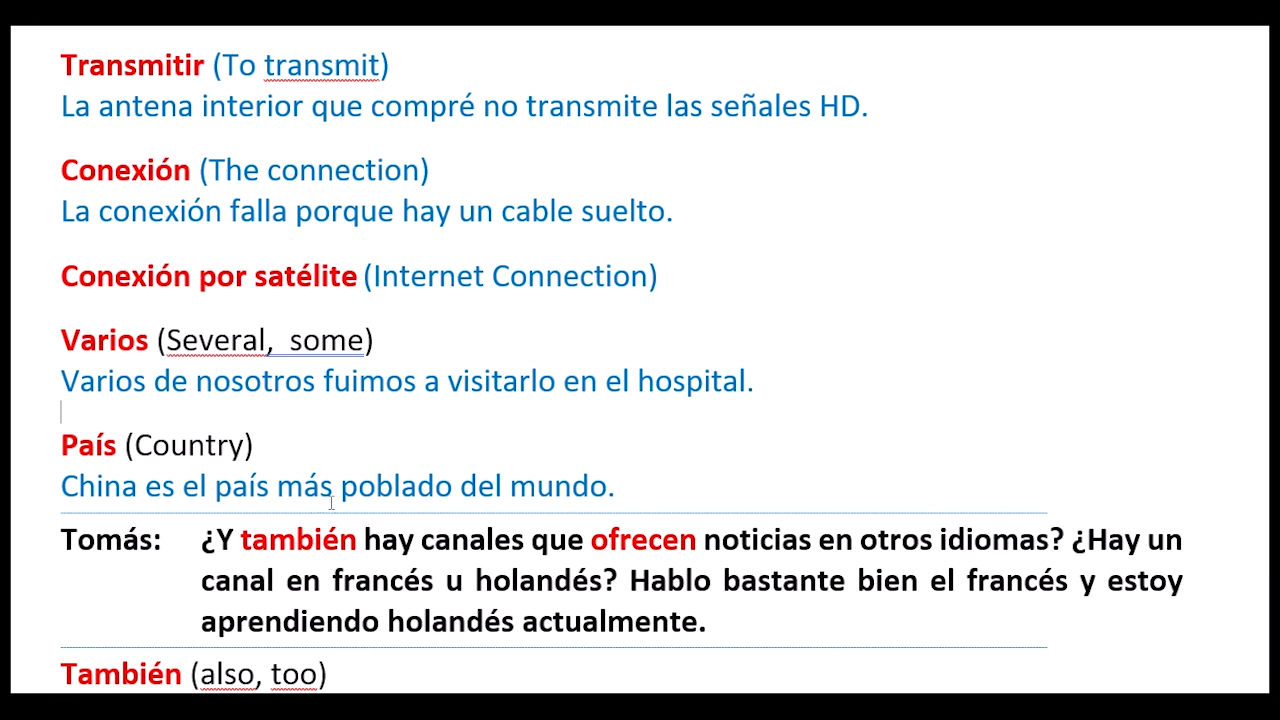 Transmitir (To transmit)
La antena interior que compré no transmite las señales HD.
Conexión (The connection)
La conexión falla porque hay un cable suelto.
Conexión por satélite (Internet Connection)
Varios (Several,  some)
Varios de nosotros fuimos a visitarlo en el hospital.
País (Country)
China es el país más poblado del mundo.
Tomás: ¿Y también hay canales que ofrecen noticias en otros idiomas? ¿Hay un
canal en francés u holandés? Hablo bastante bien el francés y estoy
aprendiendo holandés actualmente.
También (also, too)